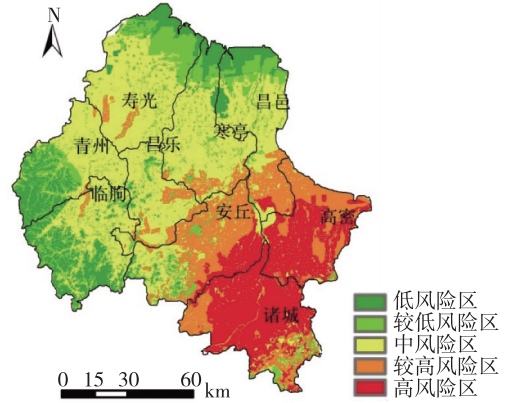 N
寿光
昌邑
寒亭
青州
昌乐
临朐
安丘
高密
诸城
低风险区
较低风险区
中风险区
较高风险区
高风险区
0 15 30 60 km